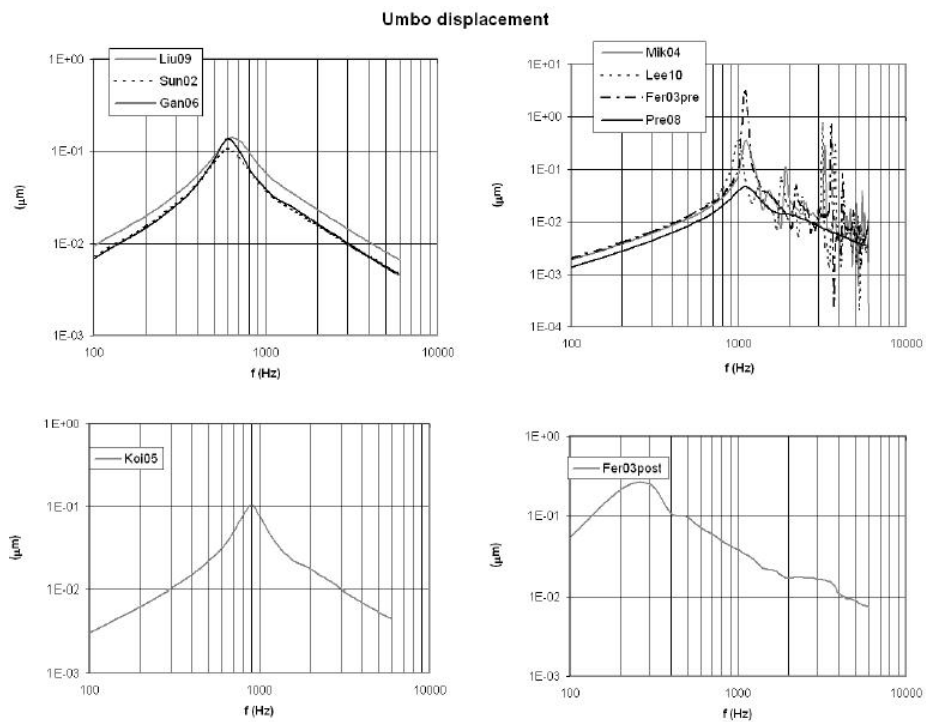 Umbo displacement
1E+00
1E-01
1E-02
1E-03
(µm)
Liu09
Sun02
Gan06
100
1000
10000
f (Hz)
1E+01
1E+00
1E-01
1E-02
1E-03
1E-04
(µm)
Mik04
Lee10
Fer03pre
Pre08
100
1000
10000
f (Hz)
1E+00
1E-01
1E-02
1E-03
(µm)
Koi05
100
1000
10000
f (Hz)
1E+00
1E-01
1E-02
1E-03
(µm)
Fer03post
100
1000
10000
f (Hz)